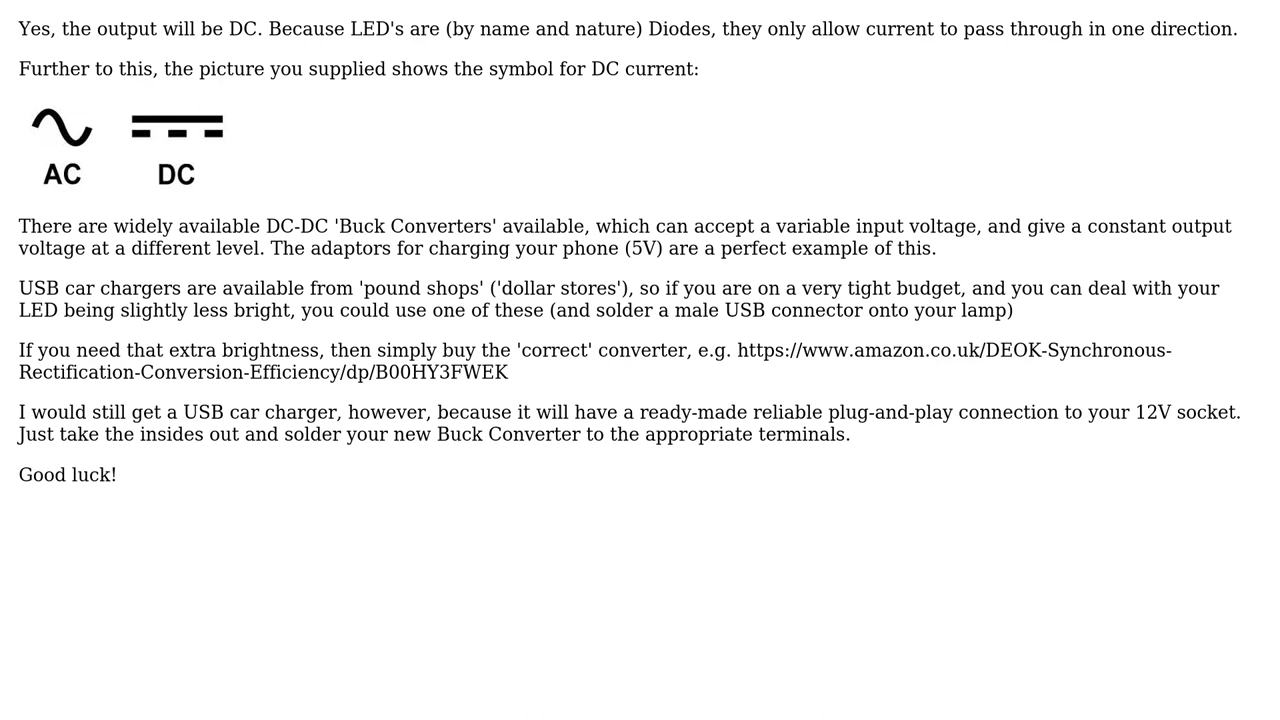 Yes, the output will be DC. Because LED's are (by name and nature) Diodes, they only allow current to pass through in one direction.
Further to this, the picture you supplied shows the symbol for DC current:
AC DC
There are widely available DC-DC 'Buck Converters' available, which can accept a variable input voltage, and give a constant output
voltage at a different level. The adaptors for charging your phone (5V) are a perfect example of this.
USB car chargers are available from 'pound shops' ('dollar stores'), so if you are on a very tight budget, and you can deal with your
LED being slightly less bright, you could use one of these (and solder a male USB connector onto your lamp)
If you need that extra brightness, then simply buy the 'correct' converter, e.g. https://www.amazon.co.uk/DEOK-Synchronous-
Rectification-Conversion-Efficiency/dp/B00HY3FWEK
I would still get a USB car charger, however, because it will have a ready-made reliable plug-and-play connection to your 12V socket.
Just take the insides out and solder your new Buck Converter to the appropriate terminals.
Good luck!